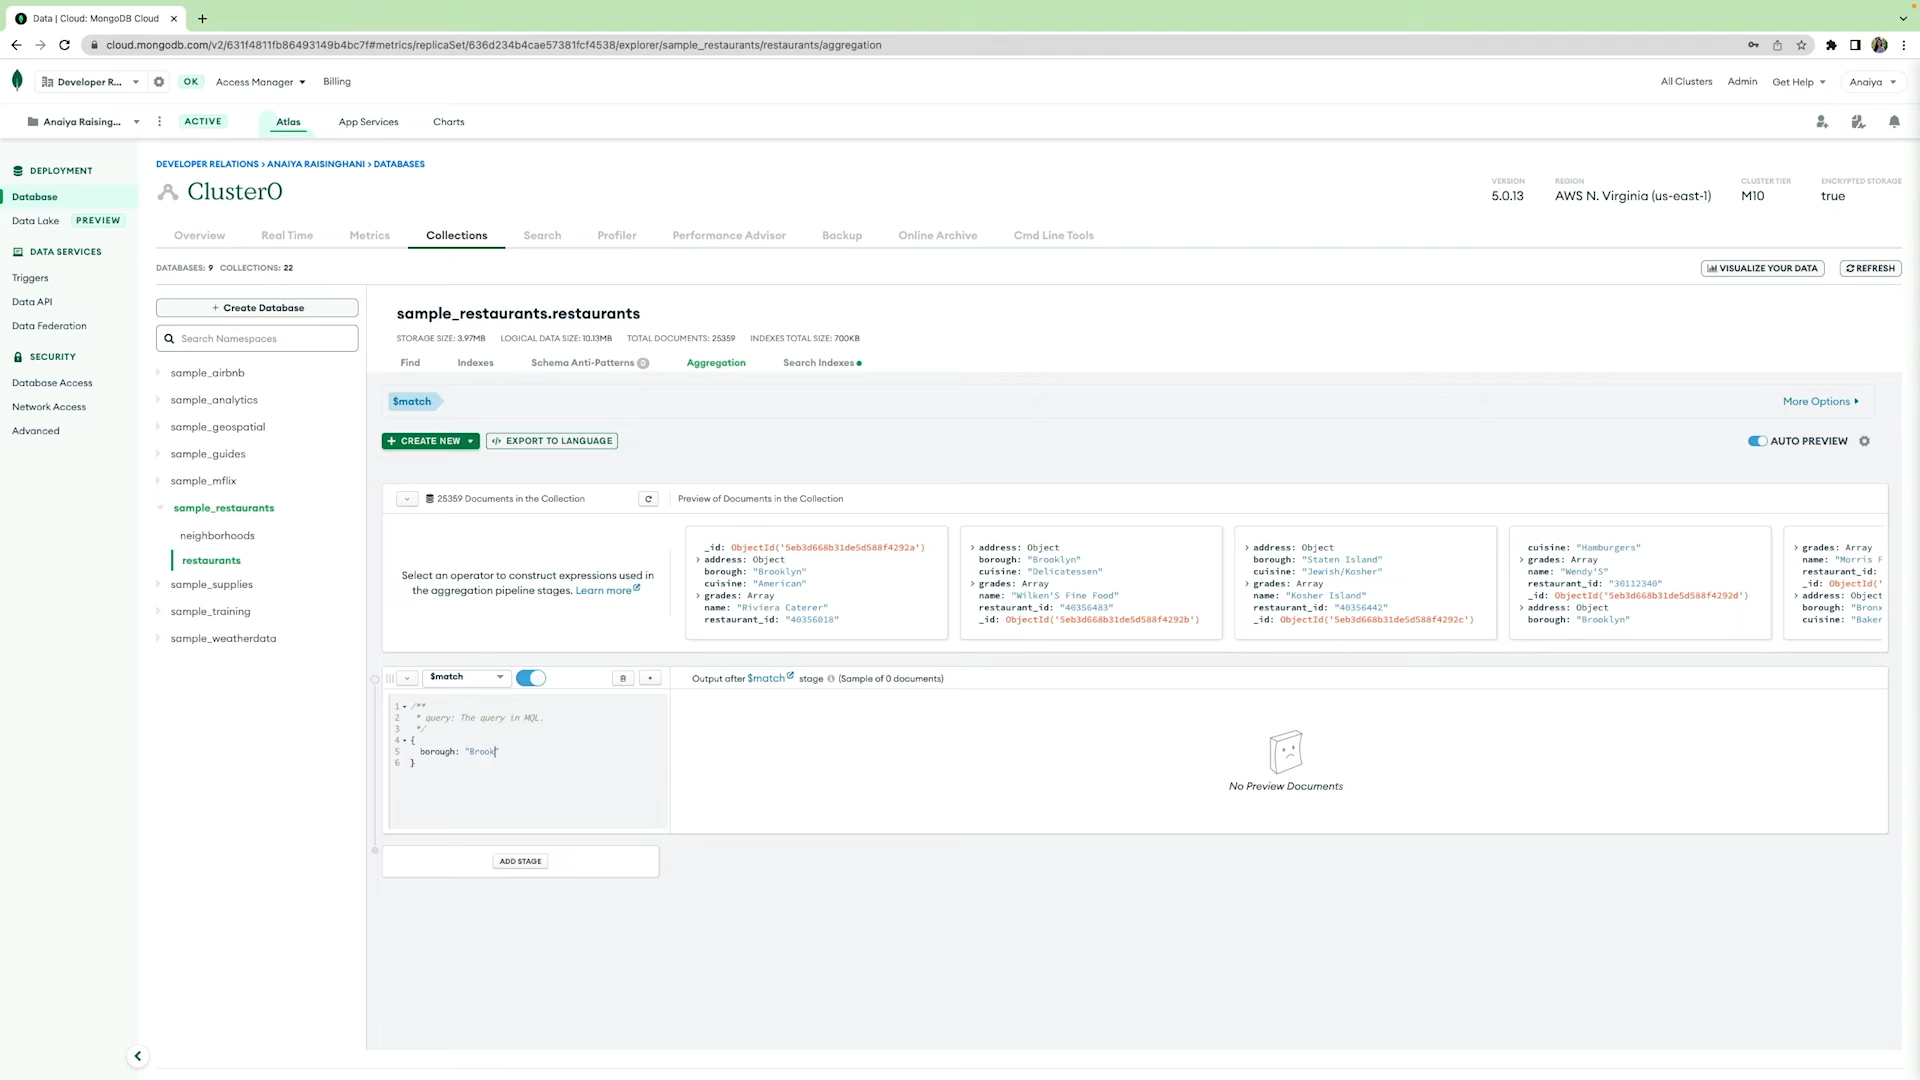 Data | Cloud: MongoDB Cloud
cloud.mongodb.com/v2/631f4811fb86493149b4bc7f#metrics/replicaSet/636d234b4cae57381fcf4538/explorer/sample_restaurants/restaurants/aggregation
Developer R... OK Access Manager Billing All Clusters Admin Get Help Anaiya
Anaiya Raising... ACTIVE Atlas App Services Charts
DEPLOYMENT
Database
Data Lake PREVIEW
DATA SERVICES
Triggers
Data API
Data Federation
SECURITY
Database Access
Network Access
Advanced
DEVELOPER RELATIONS > ANAIYA RAISINGHANI > DATABASES
Cluster0
VERSION REGION CLUSTER TIER ENCRYPTED STORAGE
5.0.13 AWS N. Virginia (us-east-1) M10 true
Overview Real Time Metrics Collections Search Profiler Performance Advisor Backup Online Archive Cmd Line Tools
DATABASES: 9 COLLECTIONS: 22
VISUALIZE YOUR DATA REFRESH
+ Create Database
Search Namespaces
sample_airbnb
sample_analytics
sample_geospatial
sample_guides
sample_mflix
sample_restaurants
neighborhoods
restaurants
sample_supplies
sample_training
sample_weatherdata
sample_restaurants.restaurants
STORAGE SIZE: 3.97MB LOGICAL DATA SIZE: 10.13MB TOTAL DOCUMENTS: 25359 INDEXES TOTAL SIZE: 700KB
Find Indexes Schema Anti-Patterns 0 Aggregation Search Indexes
$match More Options
+ CREATE NEW </> EXPORT TO LANGUAGE AUTO PREVIEW
25359 Documents in the Collection Preview of Documents in the Collection
Select an operator to construct expressions used in
the aggregation pipeline stages. Learn more
_id: ObjectId('5eb3d668b31de5d588f4292a')
address: Object
borough: "Brooklyn"
cuisine: "American"
grades: Array
name: "Riviera Caterer"
restaurant_id: "40356018"
address: Object
borough: "Brooklyn"
cuisine: "Delicatessen"
grades: Array
name: "Wilken'S Fine Food"
restaurant_id: "40356483"
_id: ObjectId('5eb3d668b31de5d588f4292b')
address: Object
borough: "Staten Island"
cuisine: "Jewish/Kosher"
grades: Array
name: "Kosher Island"
restaurant_id: "40356442"
_id: ObjectId('5eb3d668b31de5d588f4292c')
cuisine: "Hamburgers"
grades: Array
name: "Wendy'S"
restaurant_id: "30112340"
_id: ObjectId('5eb3d668b31de5d588f4292d')
address: Object
borough: "Brooklyn"
grades: Array
name: "Morris P
restaurant_id:
_id: ObjectId('
address: Object
borough: "Bronx
cuisine: "Baker
$match Output after $match stage (Sample of 0 documents)
1 /**
2 * query: The query in MQL.
3 */
4 {
5 borough: "Brook"
6 }
No Preview Documents
ADD STAGE